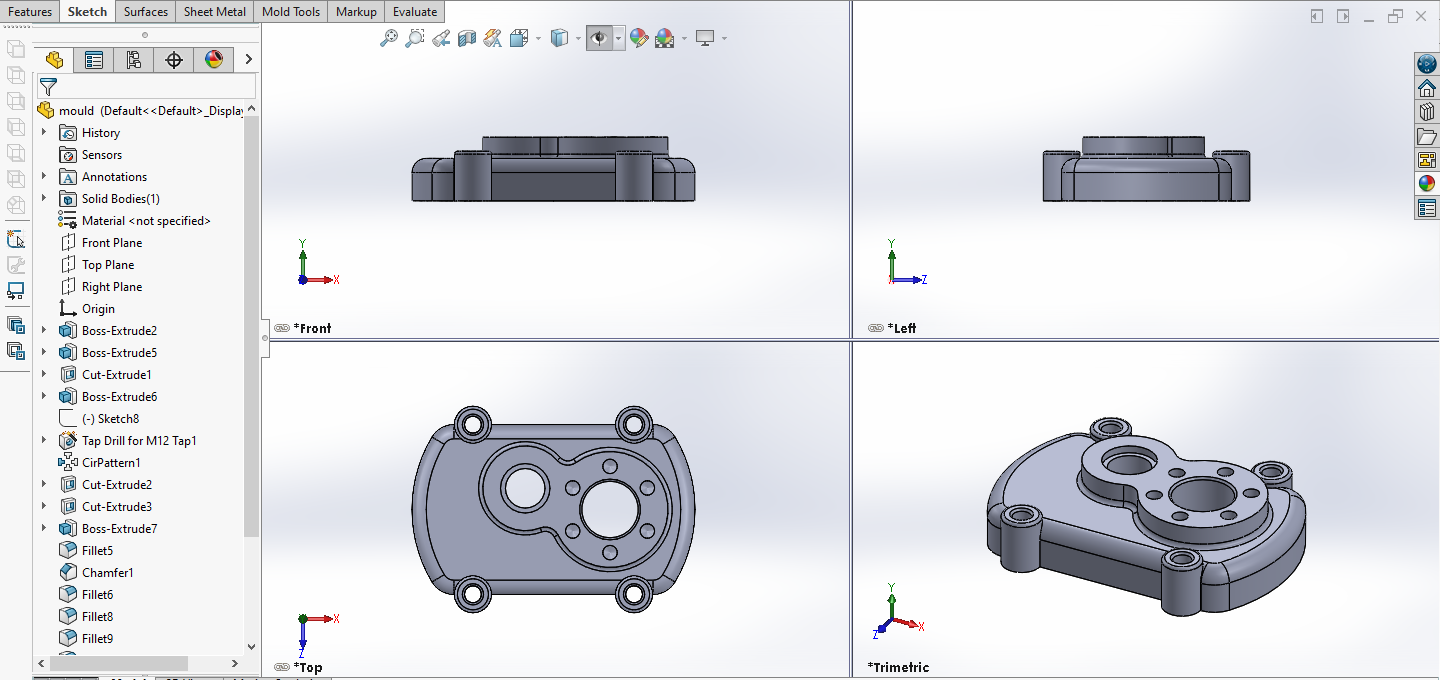 Features Sketch Surfaces Sheet Metal Mold Tools Markup Evaluate
mould (Default<<Default>_Display
History
Sensors
A Annotations
Solid Bodies(1)
Material <not specified>
Front Plane
Top Plane
Right Plane
Origin
Boss-Extrude2
Boss-Extrude5
Cut-Extrude1
Boss-Extrude6
(-) Sketch8
Tap Drill for M12 Tap1
CirPattern1
Cut-Extrude2
Cut-Extrude3
Boss-Extrude7
Fillet5
Chamfer1
Fillet6
Fillet8
Fillet9
Y
X
*Front
Y
X Z
*Left
X
Z
*Top
Y
X
Z
*Trimetric